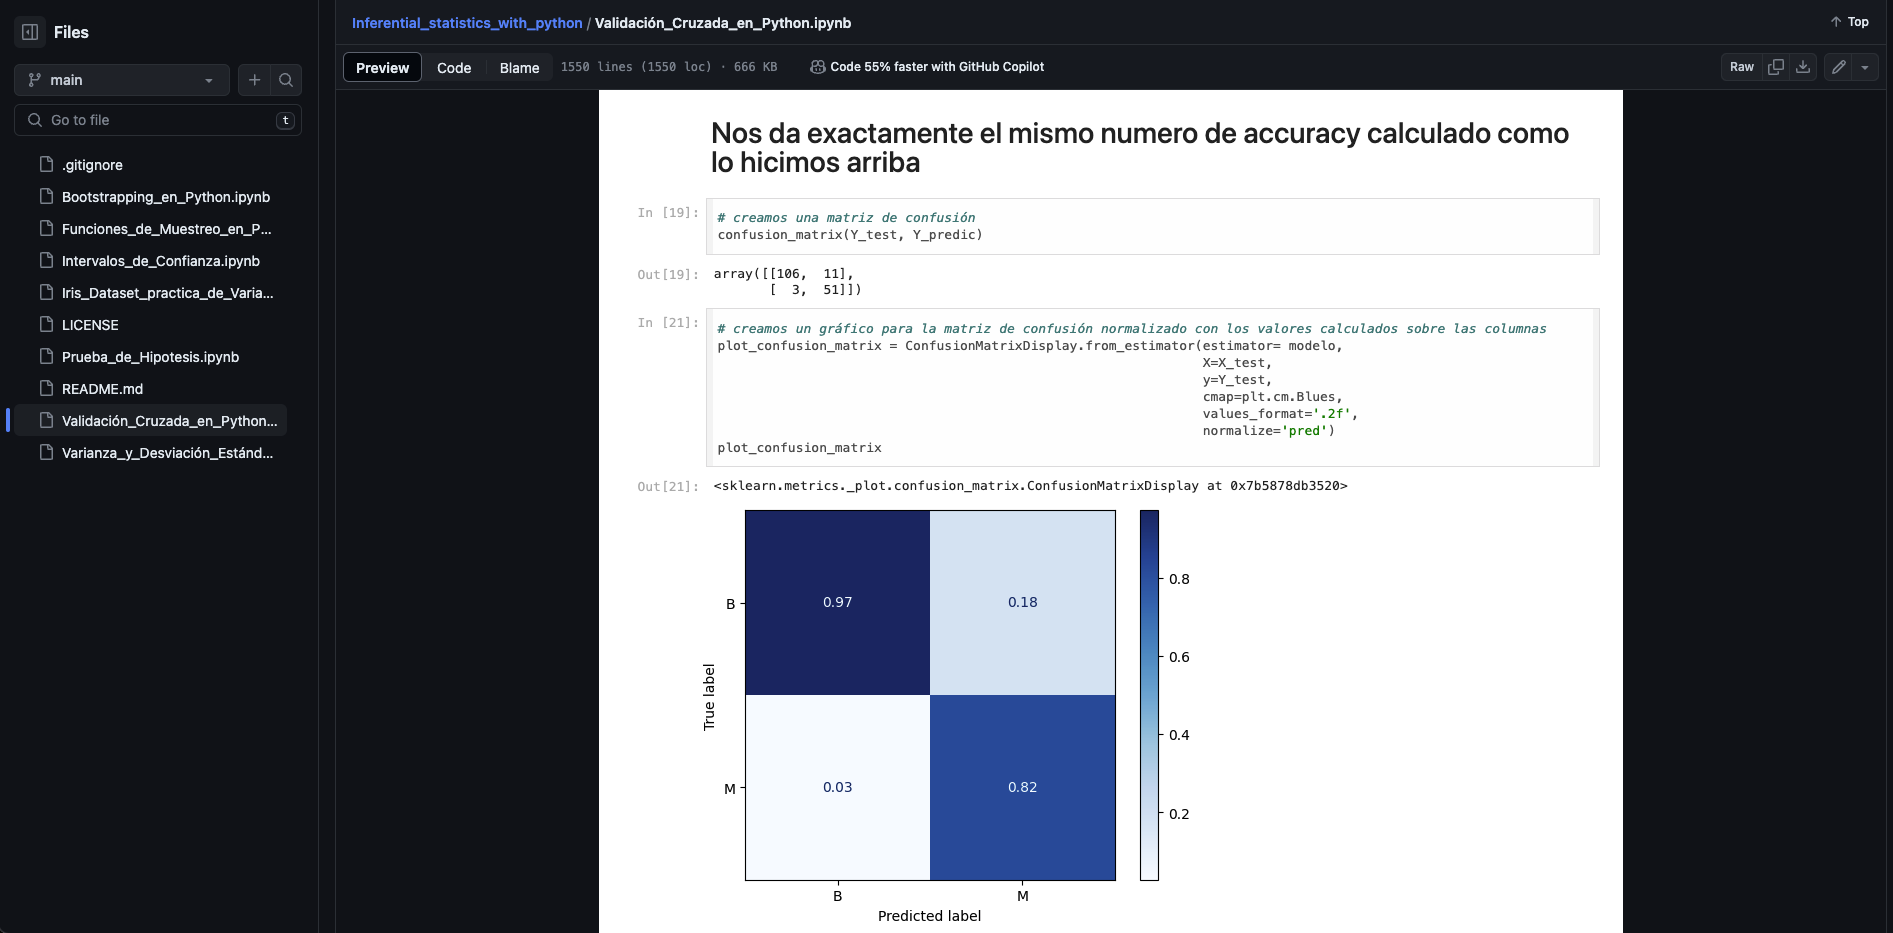 Files
main
Go to file
t
.gitignore
Bootstrapping_en_Python.ipynb
Funciones_de_Muestreo_en_P...
Intervalos_de_Confianza.ipynb
Iris_Dataset_practica_de_Varia...
LICENSE
Prueba_de_Hipotesis.ipynb
README.md
Validación_Cruzada_en_Python...
Varianza_y_Desviación_Estánd...
Inferential_statistics_with_python / Validación_Cruzada_en_Python.ipynb
Top
Preview Code Blame 1550 lines (1550 loc) · 666 KB Code 55% faster with GitHub Copilot Raw
Nos da exactamente el mismo numero de accuracy calculado como
lo hicimos arriba
In [19]: # creamos una matriz de confusión
confusion_matrix(Y_test, Y_predic)
Out[19]: array([[106,  11],
[  3,  51]])
In [21]: # creamos un gráfico para la matriz de confusión normalizado con los valores calculados sobre las columnas
plot_confusion_matrix = ConfusionMatrixDisplay.from_estimator(estimator= modelo,
X=X_test,
y=Y_test,
cmap=plt.cm.Blues,
values_format='.2f',
normalize='pred')
plot_confusion_matrix
Out[21]: <sklearn.metrics._plot.confusion_matrix.ConfusionMatrixDisplay at 0x7b5878db3520>
True label
B
M
0.97 0.18
0.03 0.82
B M
Predicted label
0.8
0.6
0.4
0.2